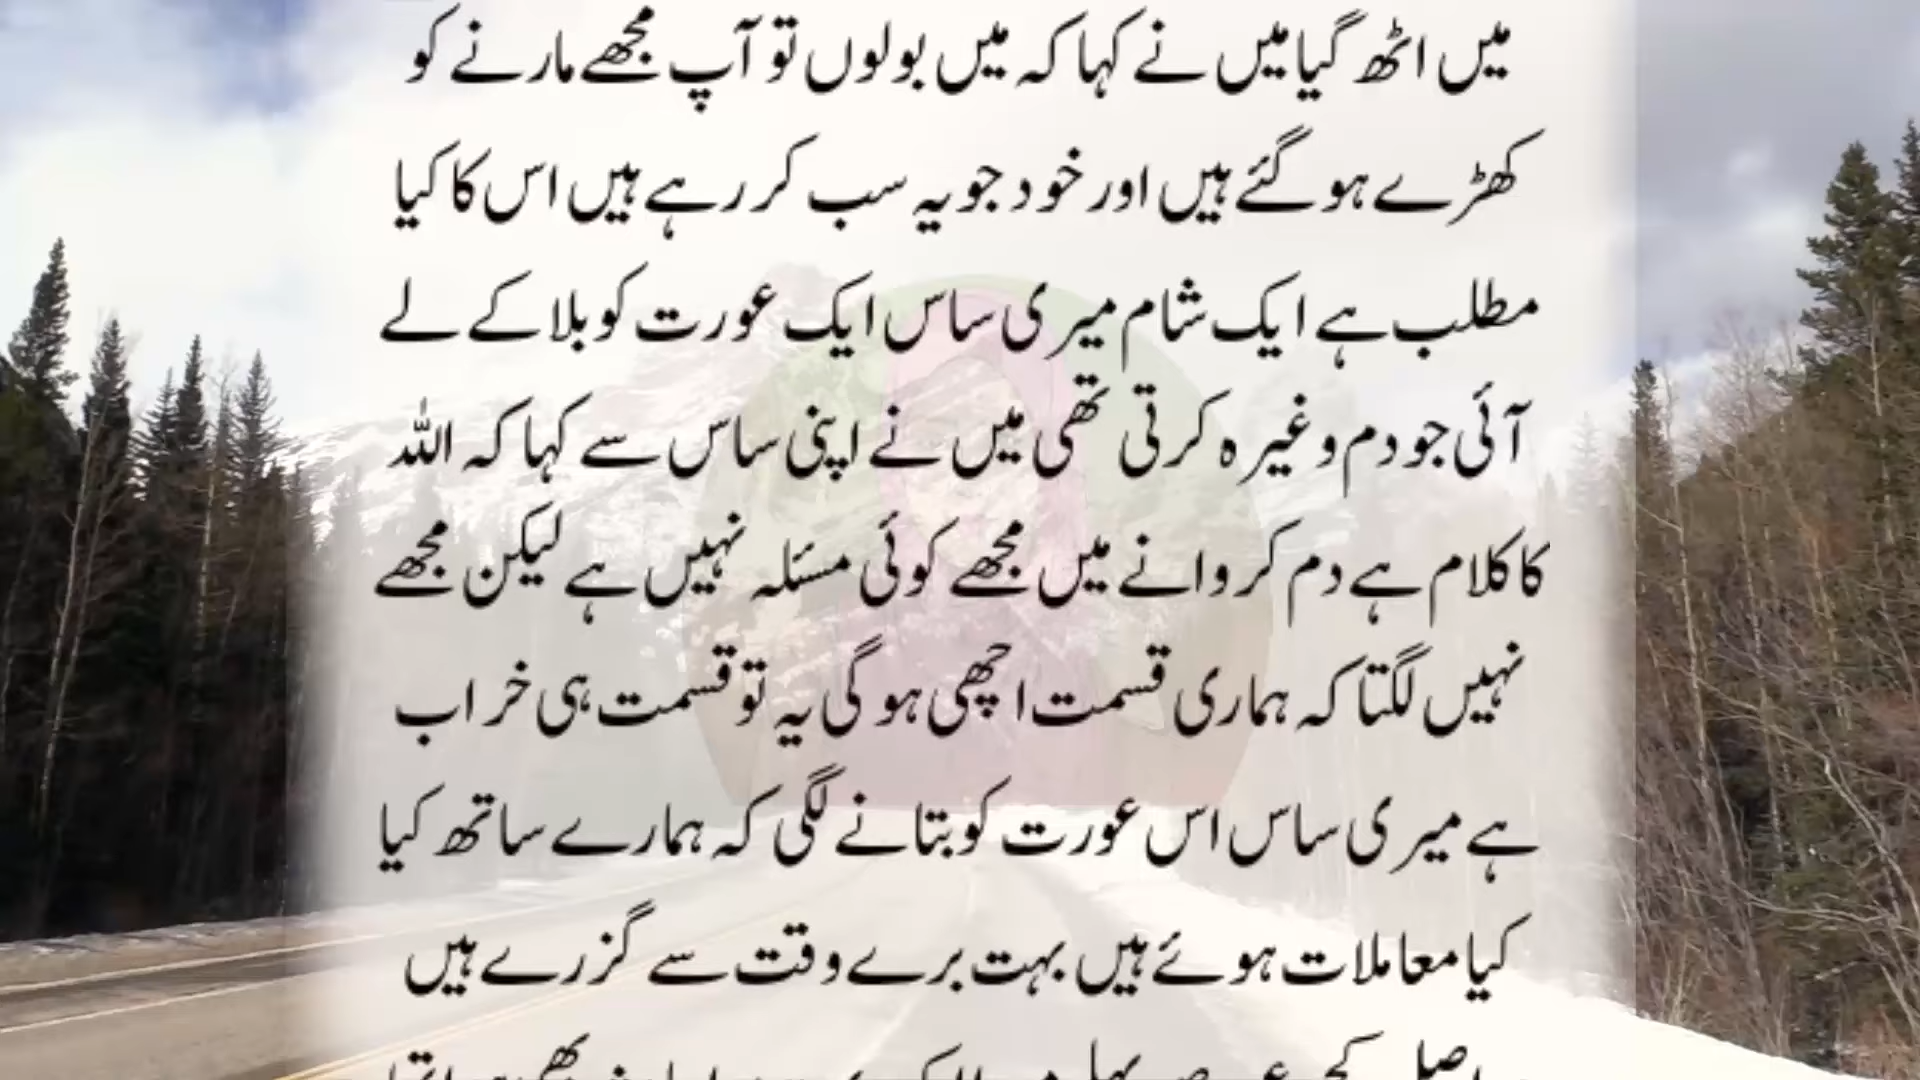 میں اٹھ گیا میں نے کہا کہ میں بولوں تو آپ مجھے مارنے کو
کھڑے ہو گئے ہیں اور خود جو یہ سب کر رہے ہیں اس کا کیا
مطلب ہے ایک شام میری ساس ایک عورت کو بلا کے لے
آئی جو دم وغیرہ کرتی تھی میں نے اپنی ساس سے کہا کہ اللہ
کا کلام ہے دم کروانے میں مجھے کوئی مسئلہ نہیں ہے لیکن مجھے
نہیں لگتا کہ ہماری قسمت اچھی ہو گی یہ تو قسمت ہی خراب
ہے میری ساس اس عورت کو بتانے لگی کہ ہمارے ساتھ کیا
کیا معاملات ہوئے ہیں بہت برے وقت سے گزرے ہیں